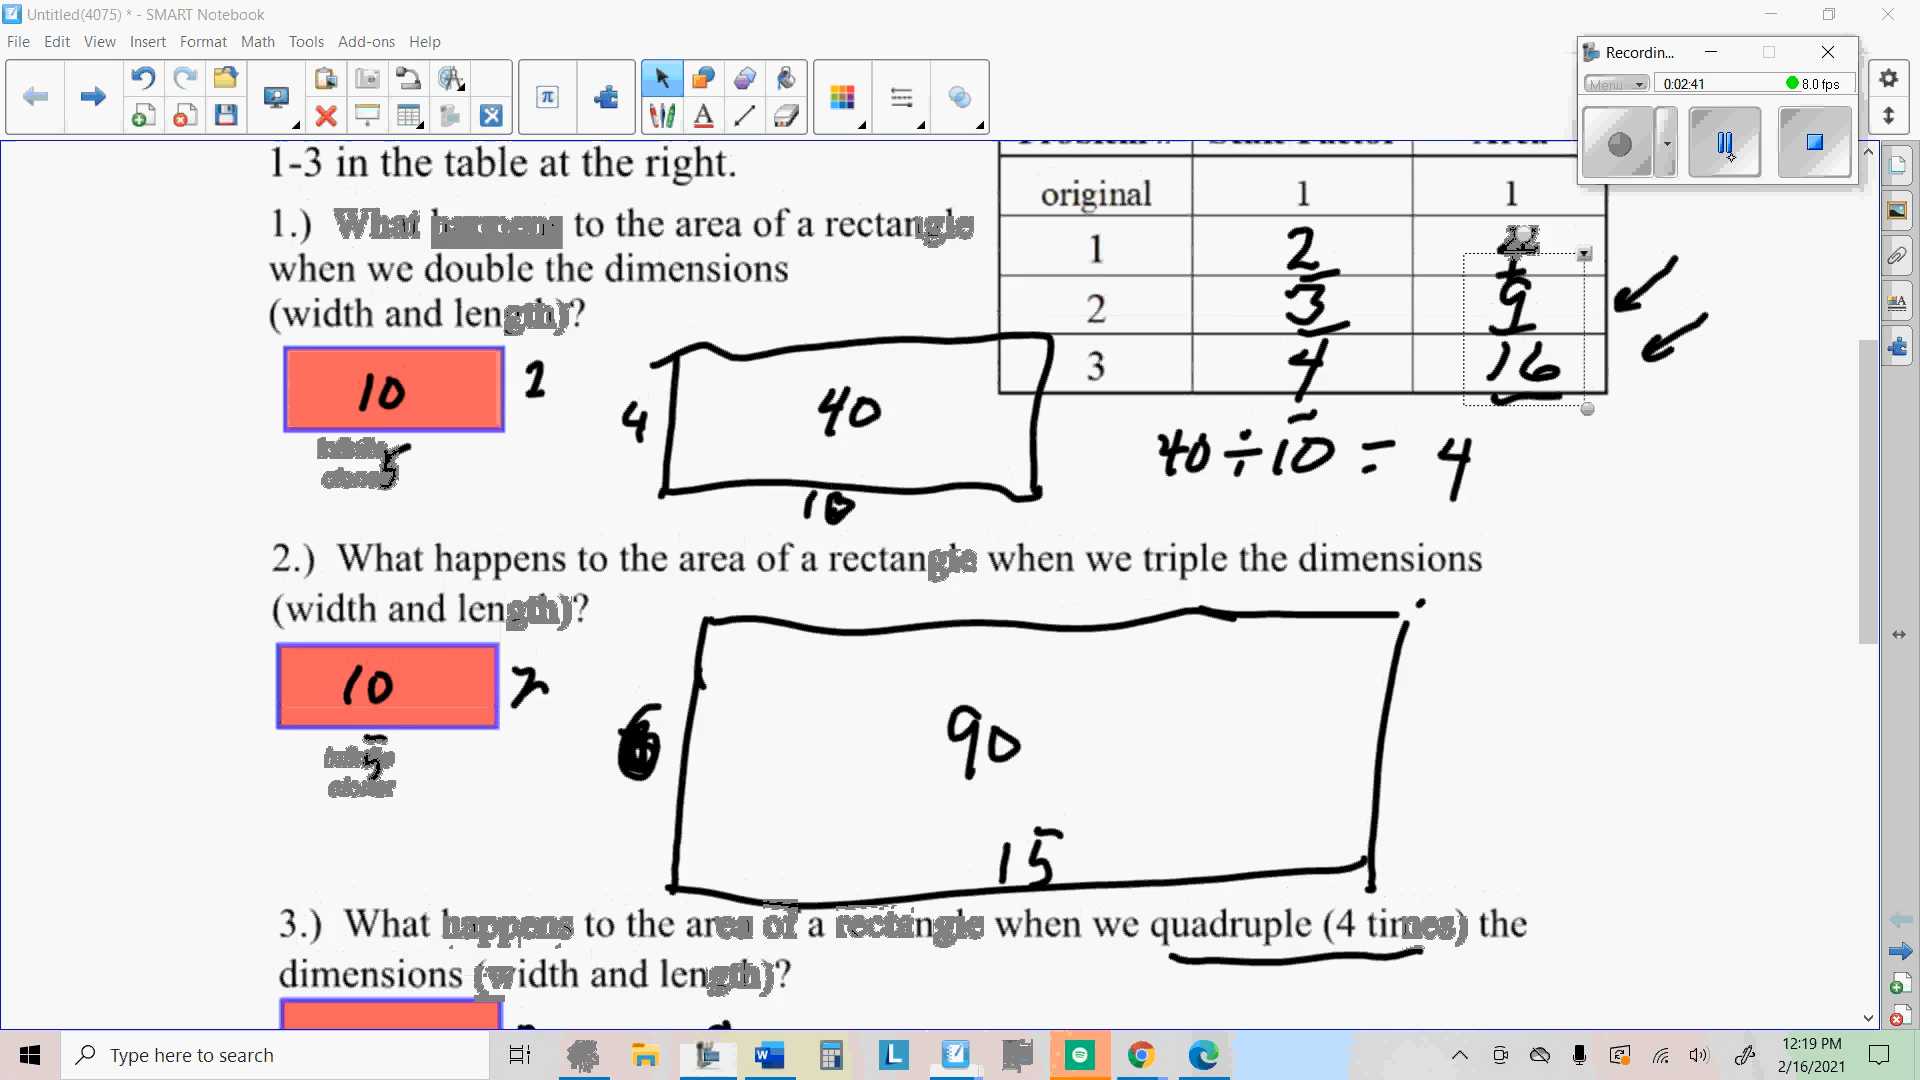 Untitled(4075) * - SMART Notebook
File Edit View Insert Format Math Tools Add-ons Help
Recordin...
Menu 0:02:41 8.0 fps
1-3 in the table at the right.
original 1 1
1 2
2 3 9
3 4 16
1.) What happens to the area of a rectangle
when we double the dimensions
(width and length)?
10 2
5
4 40
10
40 ÷ 10 = 4
2.) What happens to the area of a rectangle when we triple the dimensions
(width and length)?
10 2
5
6 90
15
3.) What happens to the area of a rectangle when we quadruple (4 times) the
dimensions (width and length)?
Type here to search
12:19 PM
2/16/2021